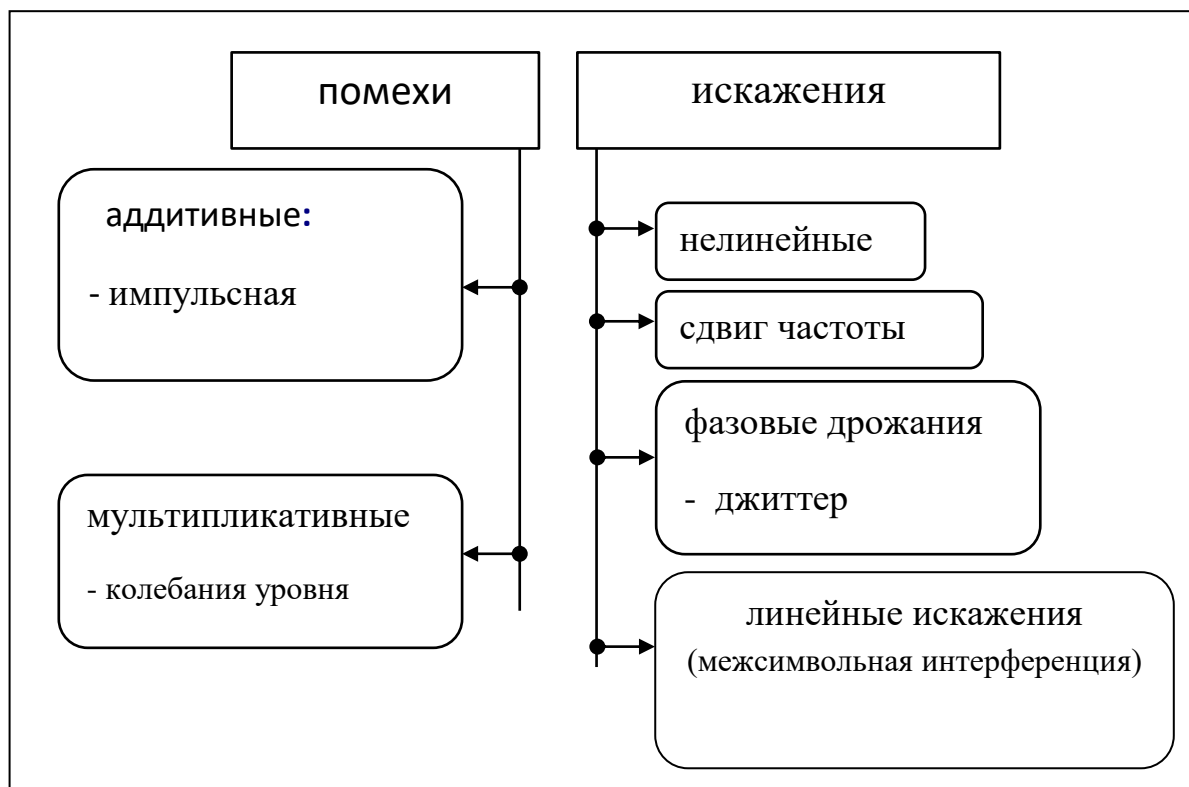 помехи
аддитивные:
- импульсная
мультипликативные
- колебания уровня
искажения
нелинейные
сдвиг частоты
фазовые дрожания
- джиттер
линейные искажения
(межсимвольная интерференция)